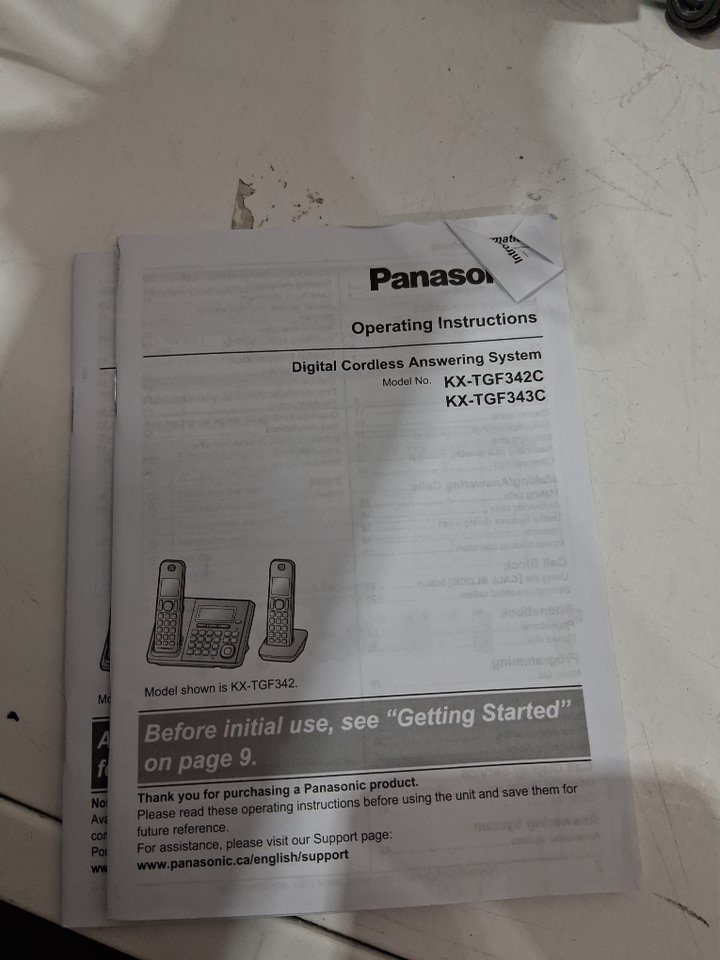 Panaso
Operating Instructions
Digital Cordless Answering System
Model No. KX-TGF342C
KX-TGF343C
Model shown is KX-TGF342.
Before initial use, see “Getting Started”
on page 9.
Thank you for purchasing a Panasonic product.
Please read these operating instructions before using the unit and save them for
future reference.
For assistance, please visit our Support page:
www.panasonic.ca/english/support